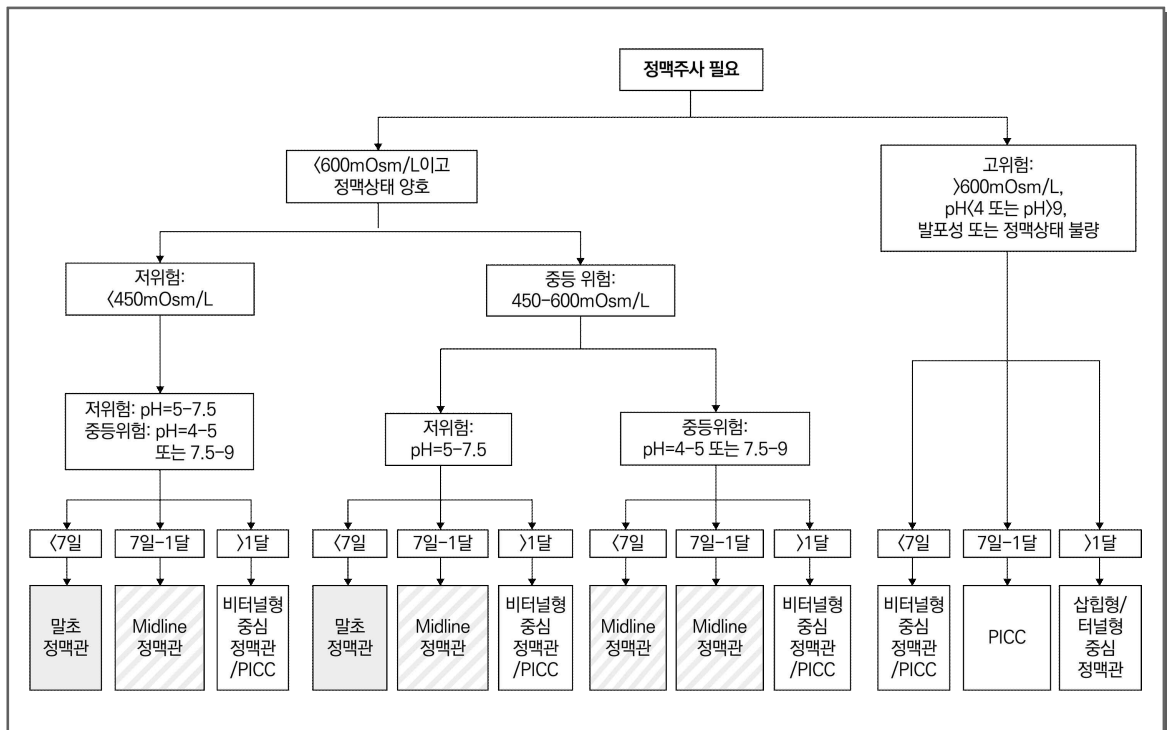 정맥주사 필요
〈600mOsm/L이고
정맥상태 양호
고위험:
〉600mOsm/L,
pH〈4 또는 pH〉9,
발포성 또는 정맥상태 불량
저위험:
〈450mOsm/L
중등 위험:
450-600mOsm/L
저위험: pH=5-7.5
중등위험: pH=4-5
또는 7.5-9
저위험:
pH=5-7.5
중등위험:
pH=4-5 또는 7.5-9
〈7일
7일-1달
〉1달
〈7일
7일-1달
〉1달
〈7일
7일-1달
〉1달
〈7일
7일-1달
〉1달
말초
정맥관
Midline
정맥관
비터널형
중심
정맥관
/PICC
말초
정맥관
Midline
정맥관
비터널형
중심
정맥관
/PICC
Midline
정맥관
Midline
정맥관
비터널형
중심
정맥관
/PICC
비터널형
중심
정맥관
/PICC
PICC
삽입형/
터널형
중심
정맥관